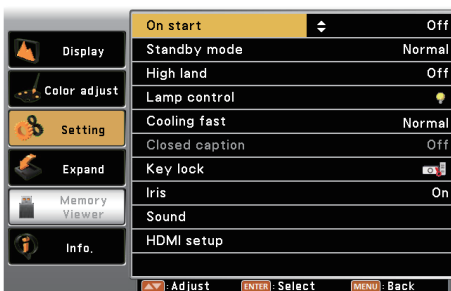 Display
Color adjust
Setting
Expand
Memory
Viewer
Info.
On start Off
Standby mode Normal
High land Off
Lamp control
Cooling fast Normal
Closed caption Off
Key lock
Iris On
Sound
HDMI setup
:Adjust ENTER:Select MENU:Back